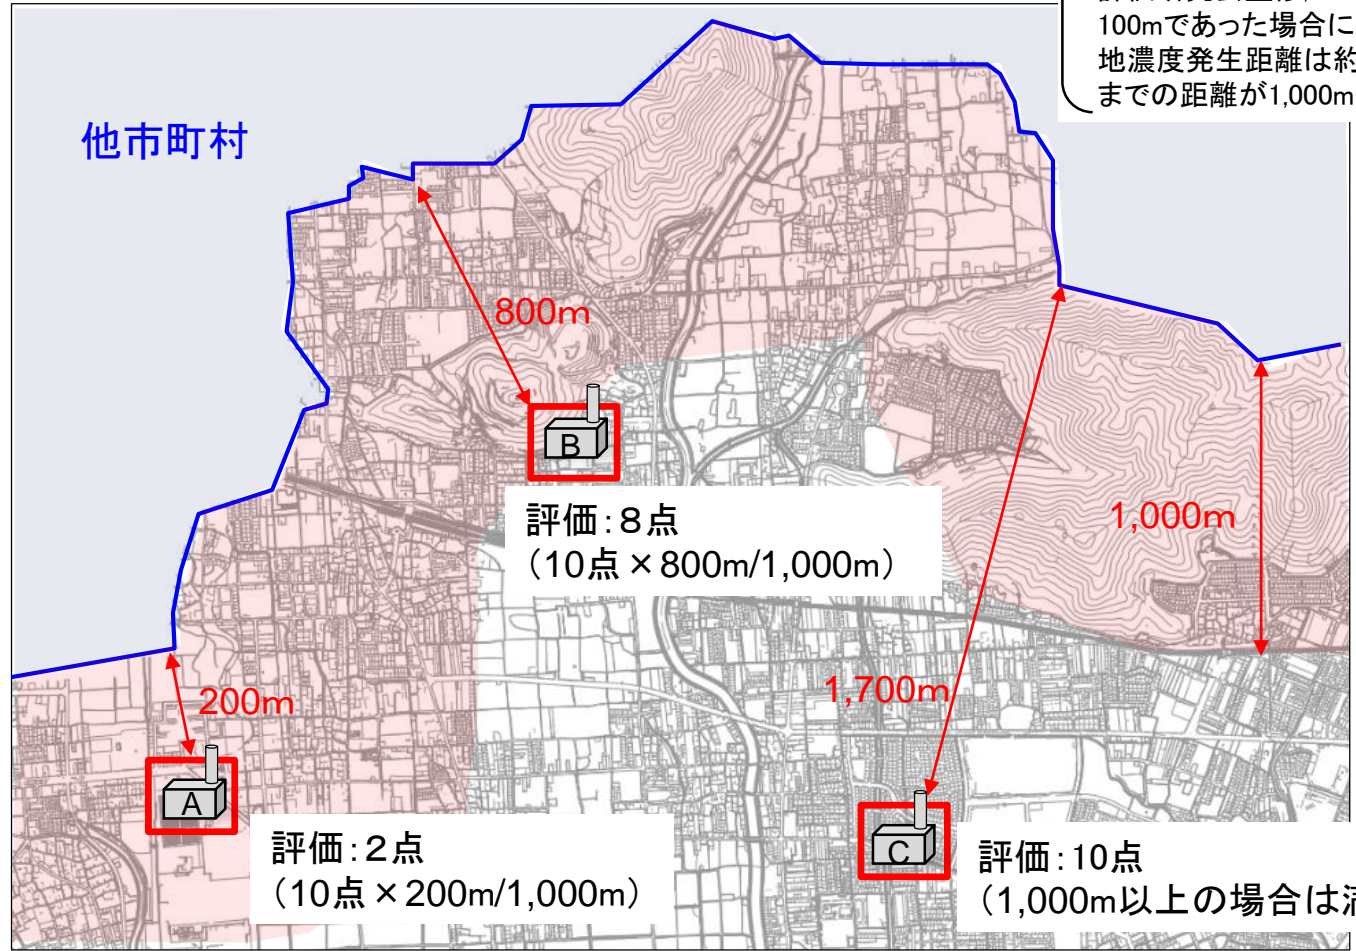 100mであった場合に
地濃度発生距離は約
までの距離が1,000m
他市町村
800m
B
評価:8点
(10点×800m/1,000m)
1,000m
1,700m
200m
A
評価:2点
(10点×200m/1,000m)
C
評価:10点
(1,000m以上の場合は満